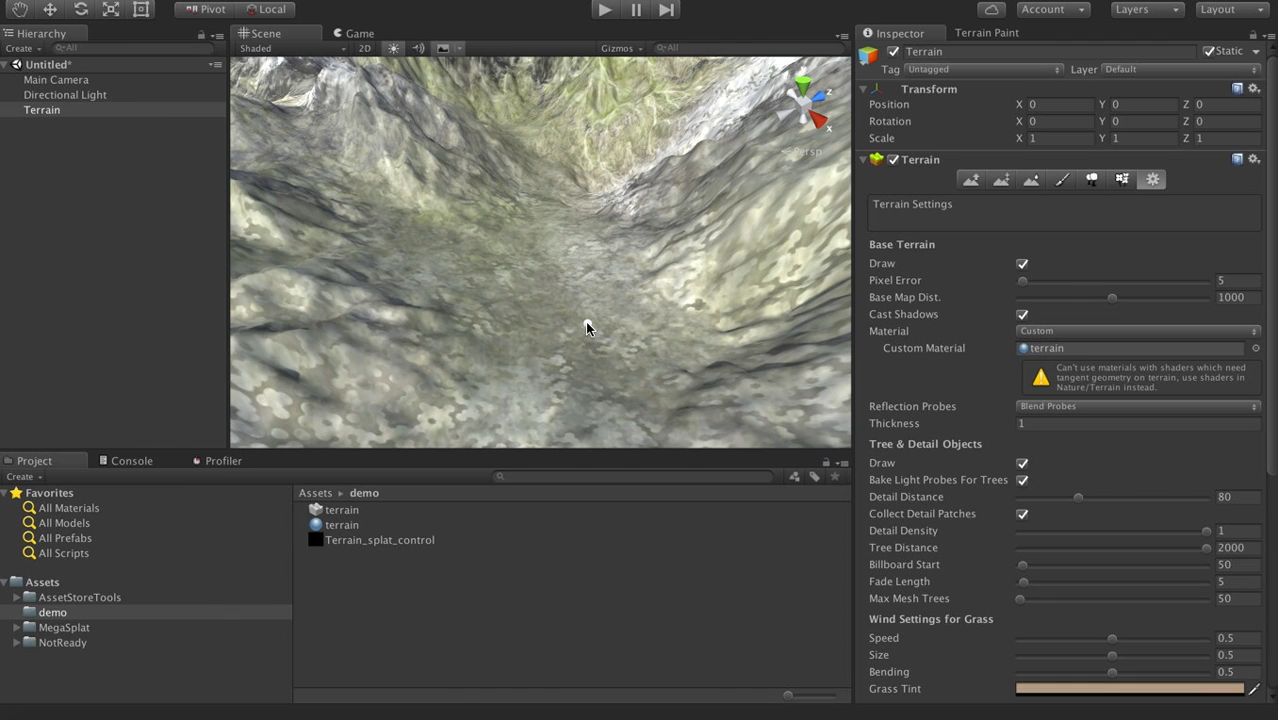 Pivot Local Account Layers Layout
Hierarchy Scene Game Inspector Terrain Paint
Create All Shaded 2D Gizmos All Terrain Static
Untitled* Tag Untagged Layer Default
Main Camera Transform
Directional Light Position X 0 Y 0 Z 0
Terrain Rotation X 0 Y 0 Z 0
Scale X 1 Y 1 Z 1
y z x
Persp
Terrain
Terrain Settings
Base Terrain
Draw
Pixel Error 5
Base Map Dist. 1000
Cast Shadows
Material Custom
Custom Material terrain
Can't use materials with shaders which need
tangent geometry on terrain, use shaders in
Nature/Terrain instead.
Reflection Probes Blend Probes
Thickness 1
Tree & Detail Objects
Draw
Bake Light Probes For Trees
Detail Distance 80
Collect Detail Patches
Detail Density 1
Tree Distance 2000
Billboard Start 50
Fade Length 5
Max Mesh Trees 50
Wind Settings for Grass
Speed 0.5
Size 0.5
Bending 0.5
Grass Tint
Project Console Profiler
Create
Favorites
All Materials
All Models
All Prefabs
All Scripts
Assets
AssetStoreTools
demo
MegaSplat
NotReady
Assets demo
terrain
terrain
Terrain_splat_control